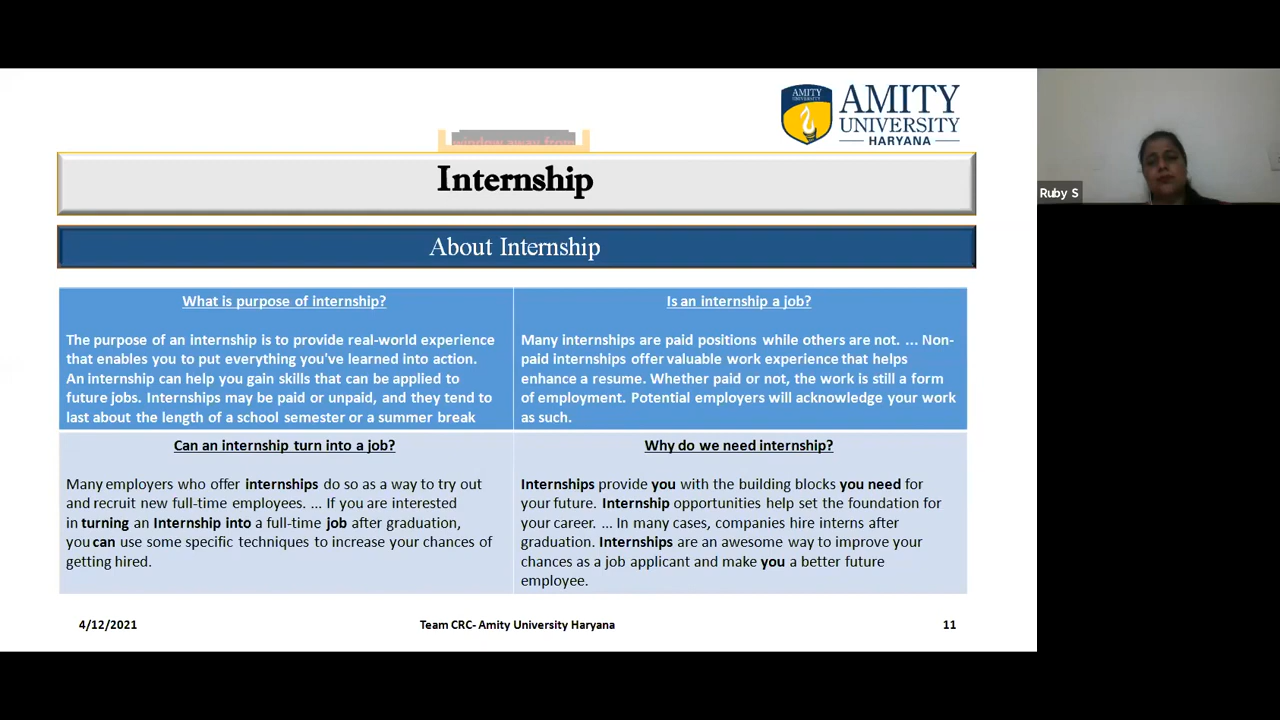 AMITY
UNIVERSITY
AMITY
UNIVERSITY
HARYANA
window away from
Internship
Ruby S
About Internship
What is purpose of internship?
The purpose of an internship is to provide real-world experience
that enables you to put everything you've learned into action.
An internship can help you gain skills that can be applied to
future jobs. Internships may be paid or unpaid, and they tend to
last about the length of a school semester or a summer break
Is an internship a job?
Many internships are paid positions while others are not. ... Non-
paid internships offer valuable work experience that helps
enhance a resume. Whether paid or not, the work is still a form
of employment. Potential employers will acknowledge your work
as such.
Can an internship turn into a job?
Many employers who offer internships do so as a way to try out
and recruit new full-time employees. ... If you are interested
in turning an Internship into a full-time job after graduation,
you can use some specific techniques to increase your chances of
getting hired.
Why do we need internship?
Internships provide you with the building blocks you need for
your future. Internship opportunities help set the foundation for
your career. ... In many cases, companies hire interns after
graduation. Internships are an awesome way to improve your
chances as a job applicant and make you a better future
employee.
4/12/2021
Team CRC- Amity University Haryana
11